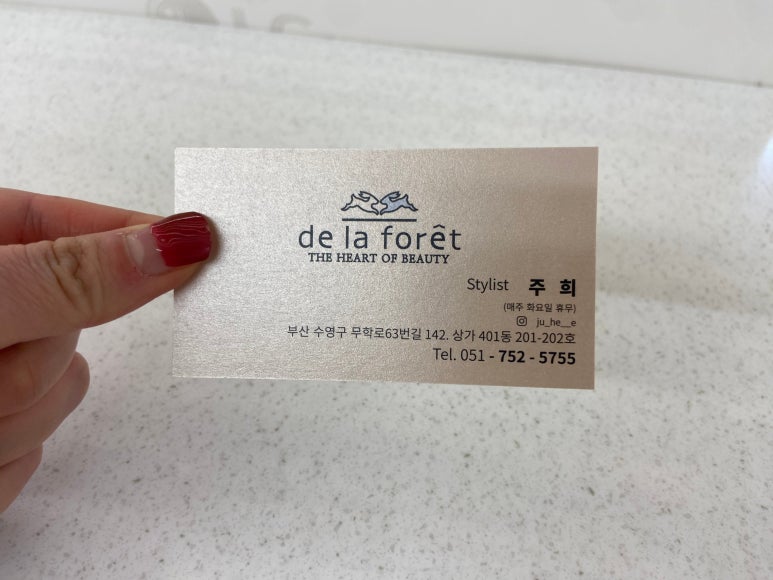 de la forêt
THE HEART OF BEAUTY
Stylist 주 희
(매주 화요일 휴무)
ju_he__e
부산 수영구 무학로63번길 142. 상가 401동 201-202호
Tel. 051 - 752 - 5755